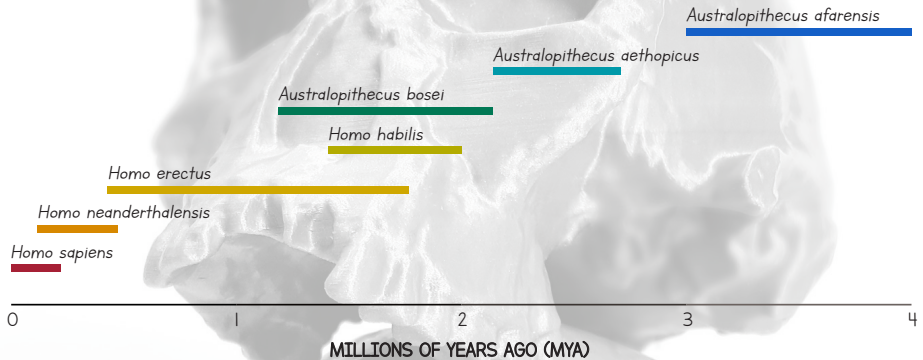 Australopithecus afarensis
Australopithecus aethopicus
Australopithecus bosei
Homo habilis
Homo erectus
Homo neanderthalensis
Homo sapiens
0 1 2 3 4
MILLIONS OF YEARS AGO (MYA)